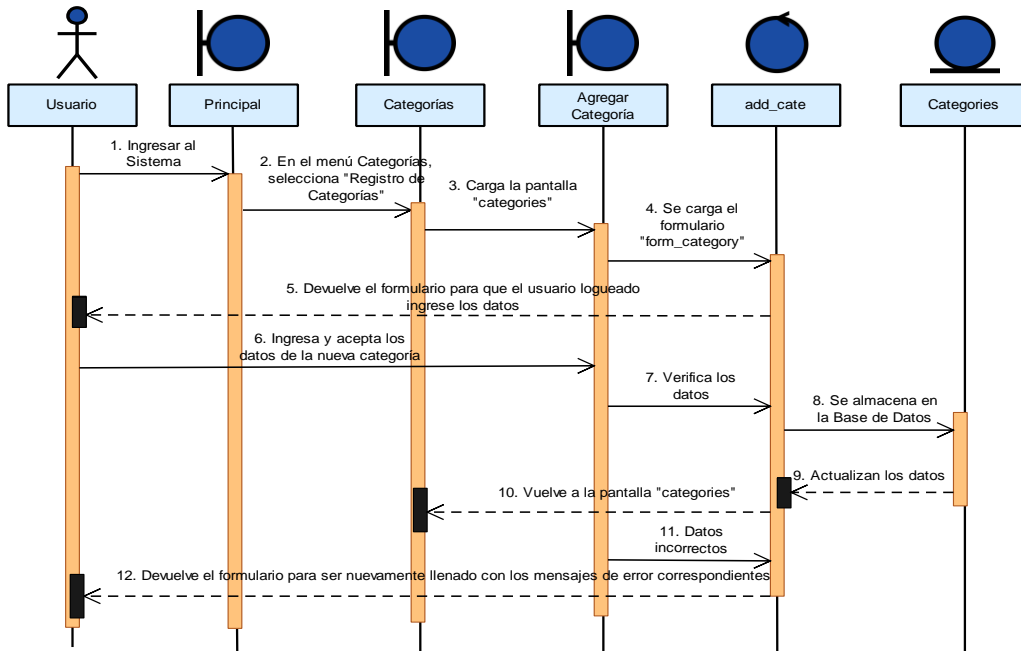 Usuario
Principal
Categorías
Agregar
Categoría
add_cate
Categories
1. Ingresar al
Sistema
2. En el menú Categorías,
selecciona "Registro de
Categorías"
3. Carga la pantalla
"categories"
4. Se carga el
formulario
"form_category"
5. Devuelve el formulario para que el usuario logueado
ingrese los datos
6. Ingresa y acepta los
datos de la nueva categoría
7. Verifica los
datos
8. Se almacena en
la Base de Datos
9. Actualizan los datos
10. Vuelve a la pantalla "categories"
11. Datos
incorrectos
12. Devuelve el formulario para ser nuevamente llenado con los mensajes de error correspondientes